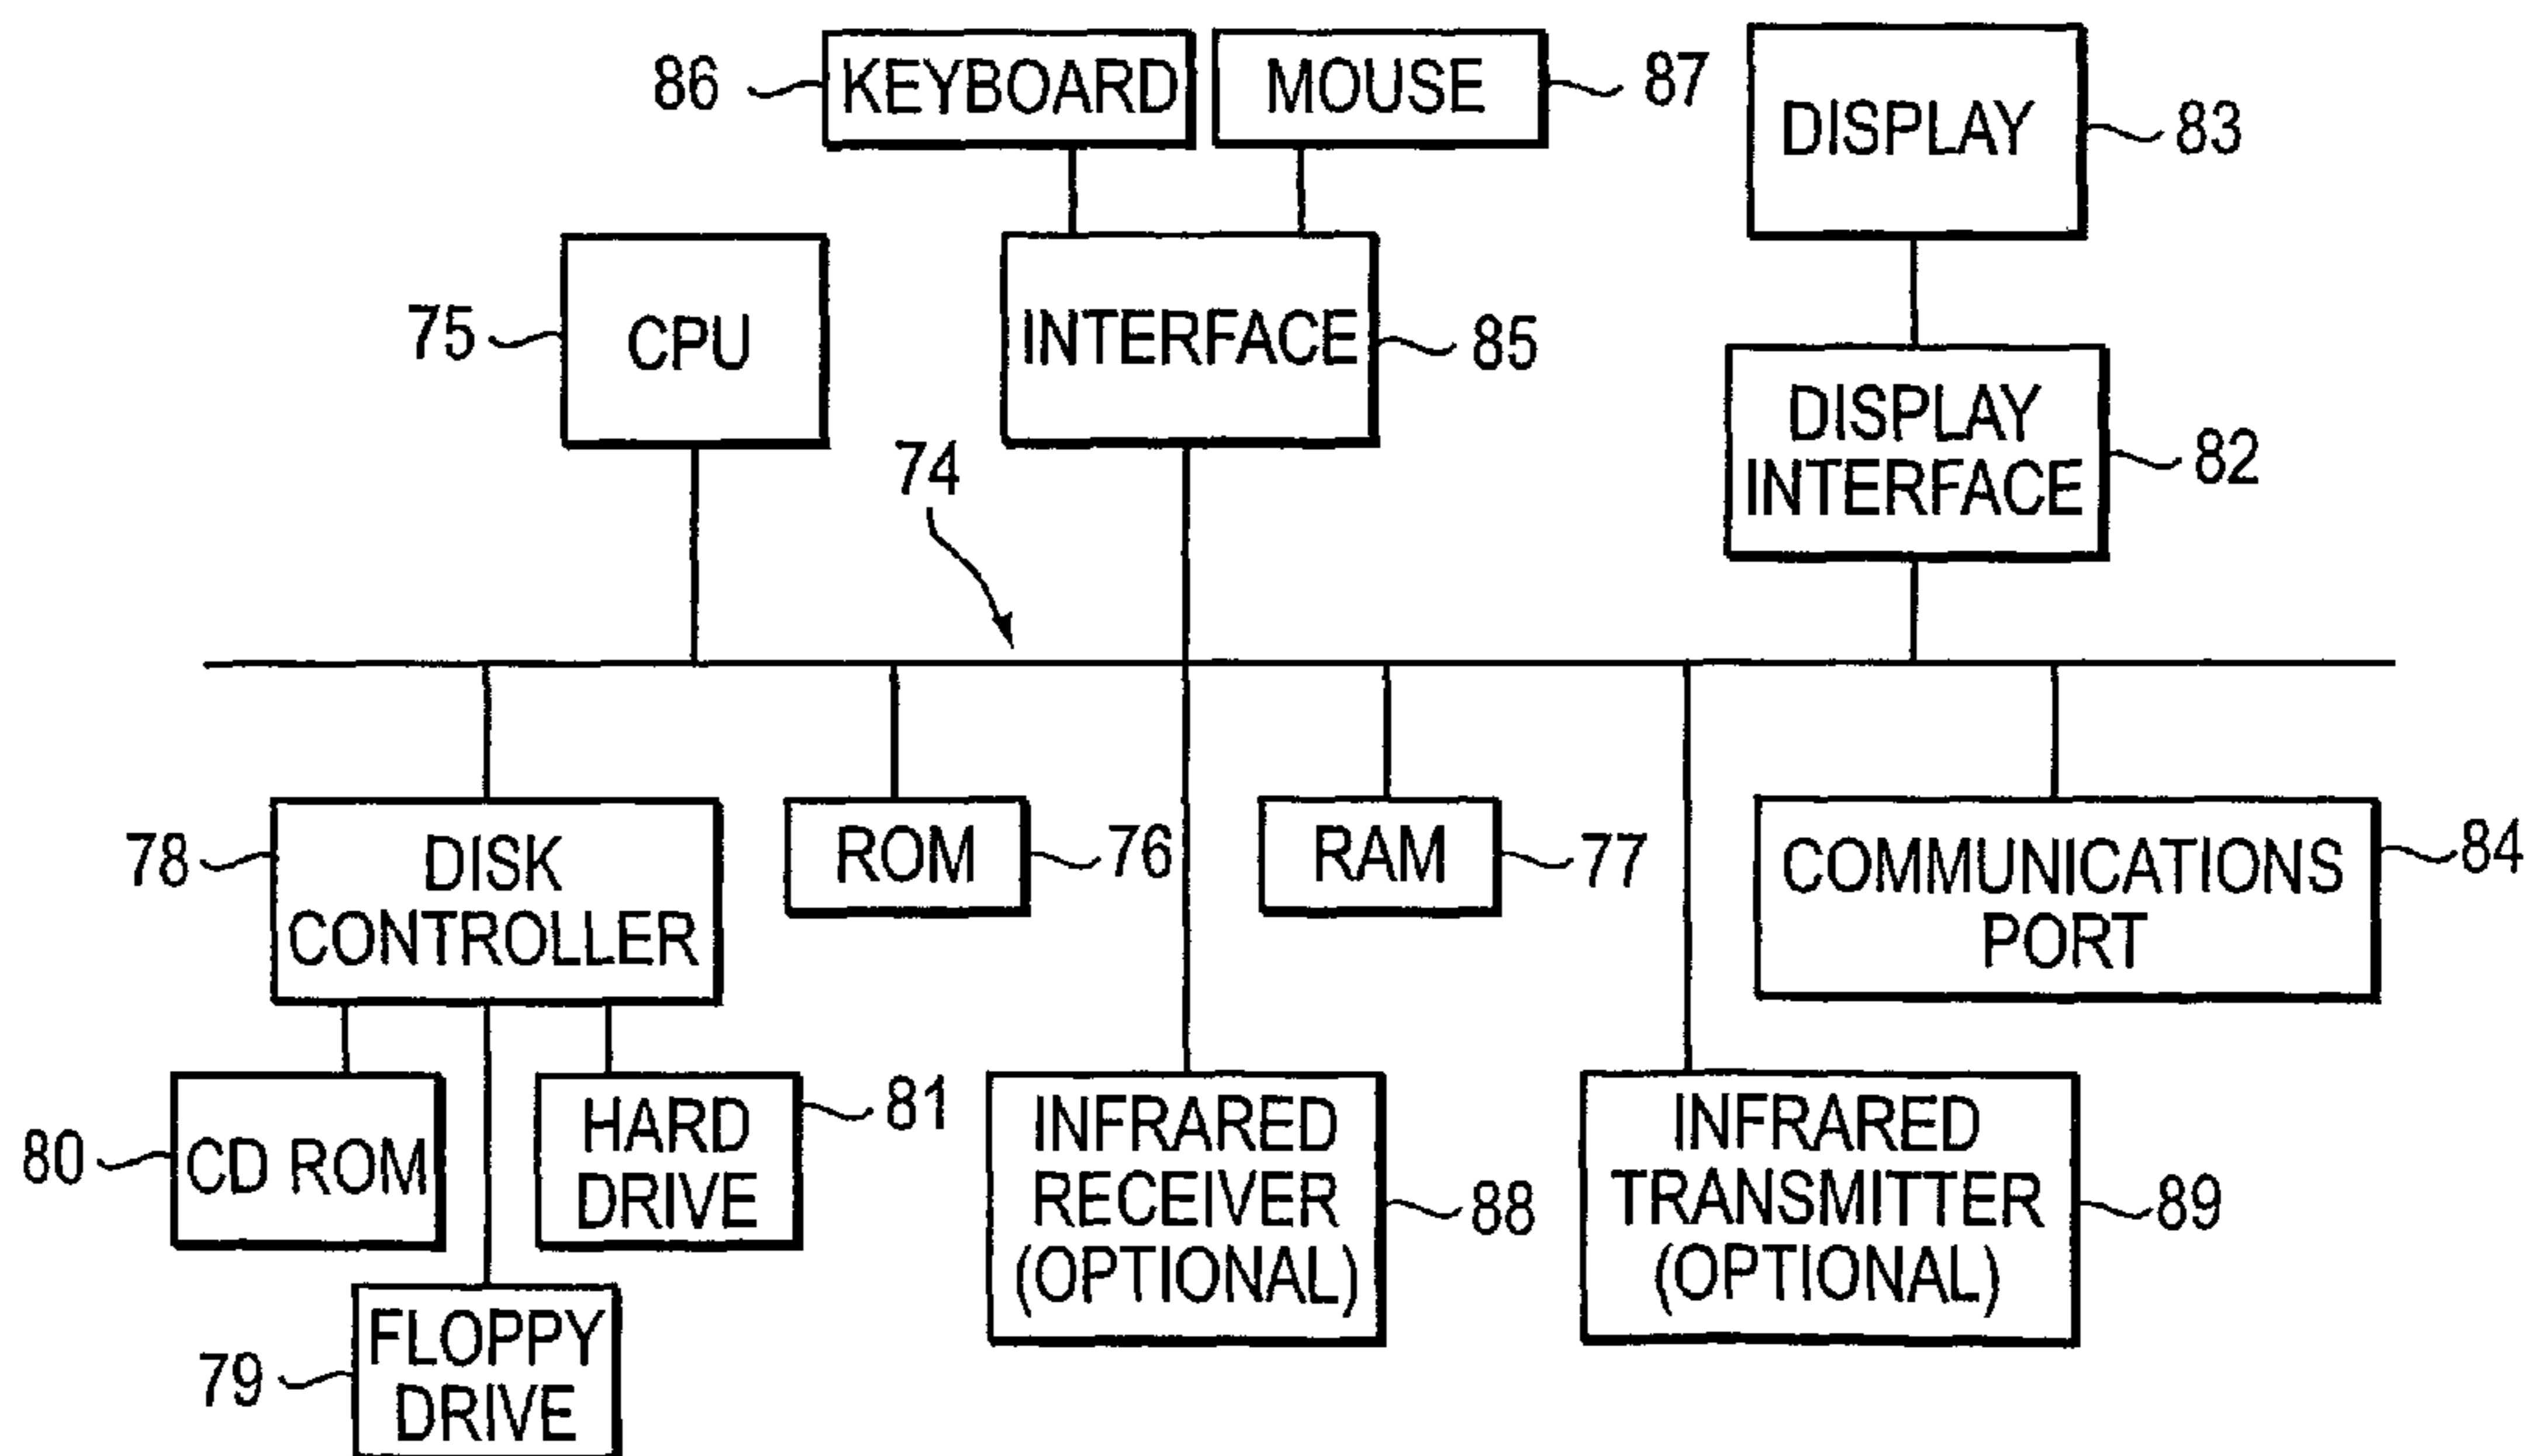 86
KEYBOARD
MOUSE
87
DISPLAY
83
75
CPU
INTERFACE
85
DISPLAY
INTERFACE
82
74
78
DISK
CONTROLLER
ROM
76
RAM
77
COMMUNICATIONS
PORT
84
80
CD ROM
HARD
DRIVE
81
INFRARED
RECEIVER
(OPTIONAL)
88
INFRARED
TRANSMITTER
(OPTIONAL)
89
79
FLOPPY
DRIVE